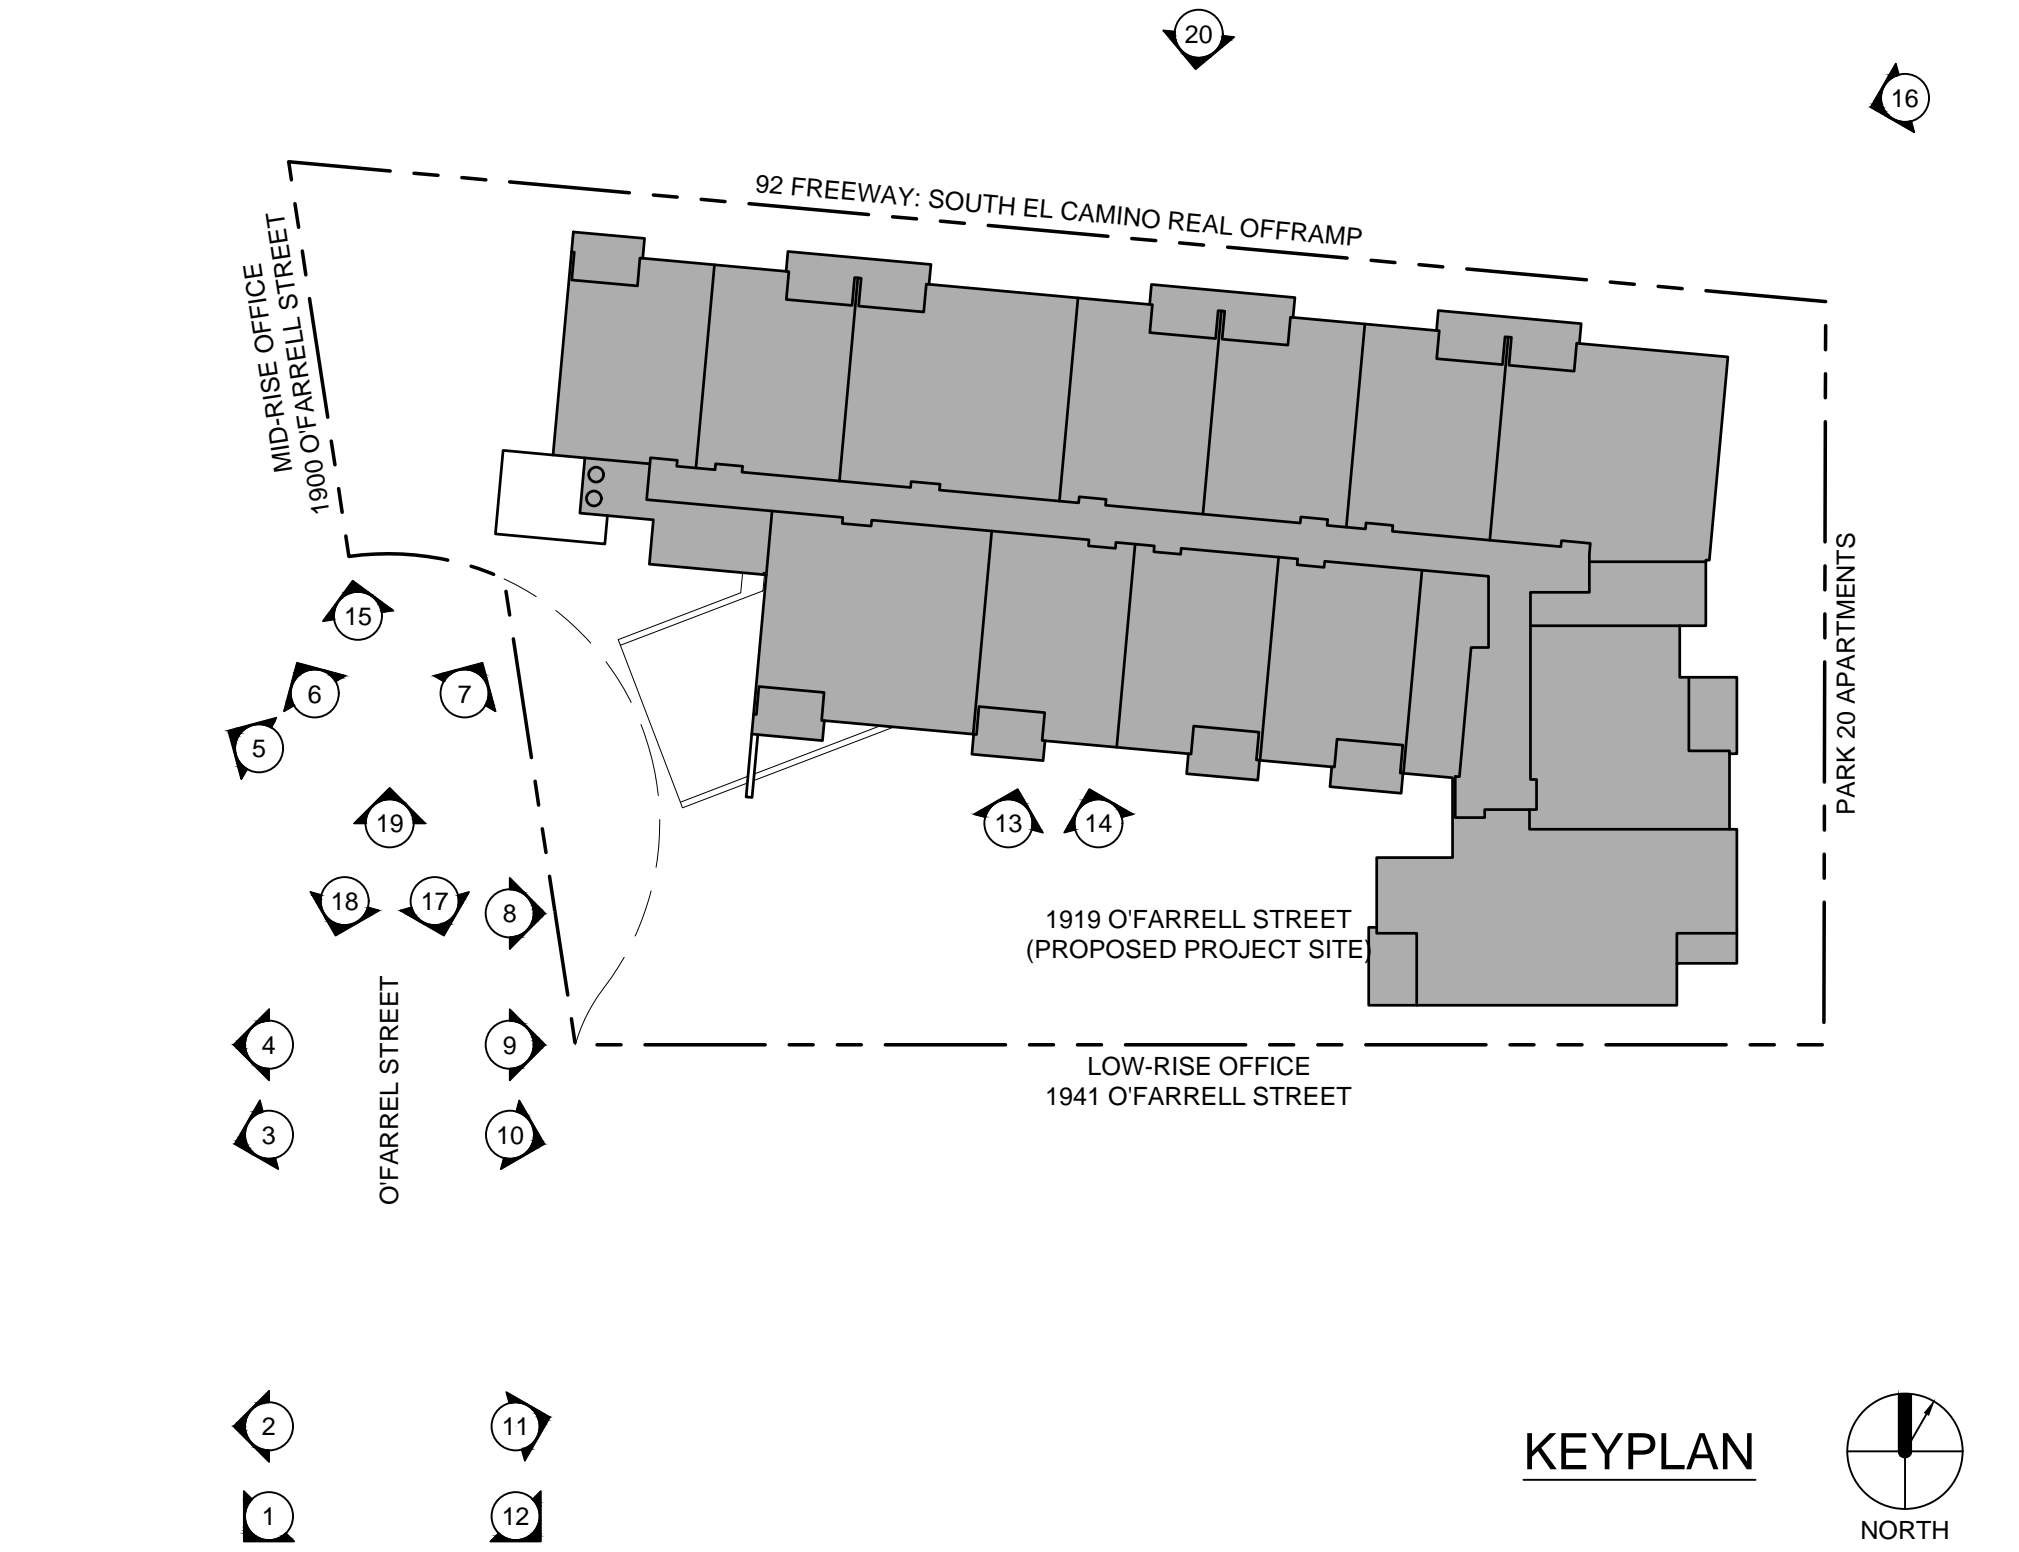 20
16
92 FREEWAY: SOUTH EL CAMINO REAL OFFRAMP
MID-RISE OFFICE
1900 O'FARRELL STREET
15
6
7
5
PARK 20 APARTMENTS
19
13
14
18
17
8
1919 O'FARRELL STREET
(PROPOSED PROJECT SITE)
O'FARREL STREET
4
9
LOW-RISE OFFICE
1941 O'FARRELL STREET
3
10
2
11
KEYPLAN
1
12
NORTH